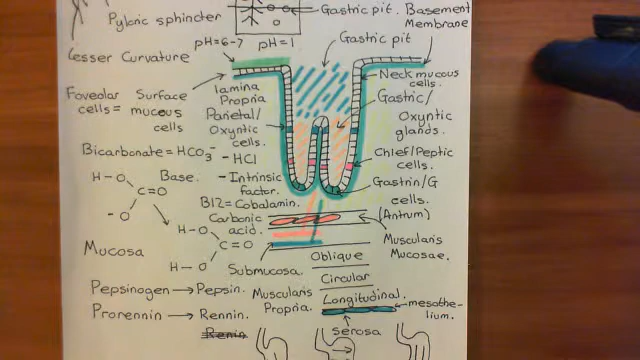 Pyloric sphincter
Gastric pit.
Basement
Membrane
pH=6-7
pH=1
Gastric pit
Lesser Curvature
Foveolar Surface
cells = mucous
cells
lamina
Propria
Neck mucous
cells.
Parietal/
Oxyntic
cells.
Gastric/
Oxyntic
glands.
Bicarbonate = HCO3-
- HCl
- Intrinsic
factor.
Chief/Peptic
cells.
Gastrin/G
cells.
(Antrum)
H-O
C=O
-O
Base.
B12= Cobalamin.
Carbonic
acid.
H-O
C=O
H-O
Muscularis
Mucosae.
Mucosa
Submucosa.
Oblique
Circular
Longitudinal.
Muscularis
Propria.
mesothe-
lium.
serosa
Pepsinogen → Pepsin.
Prorennin → Rennin.
Renin